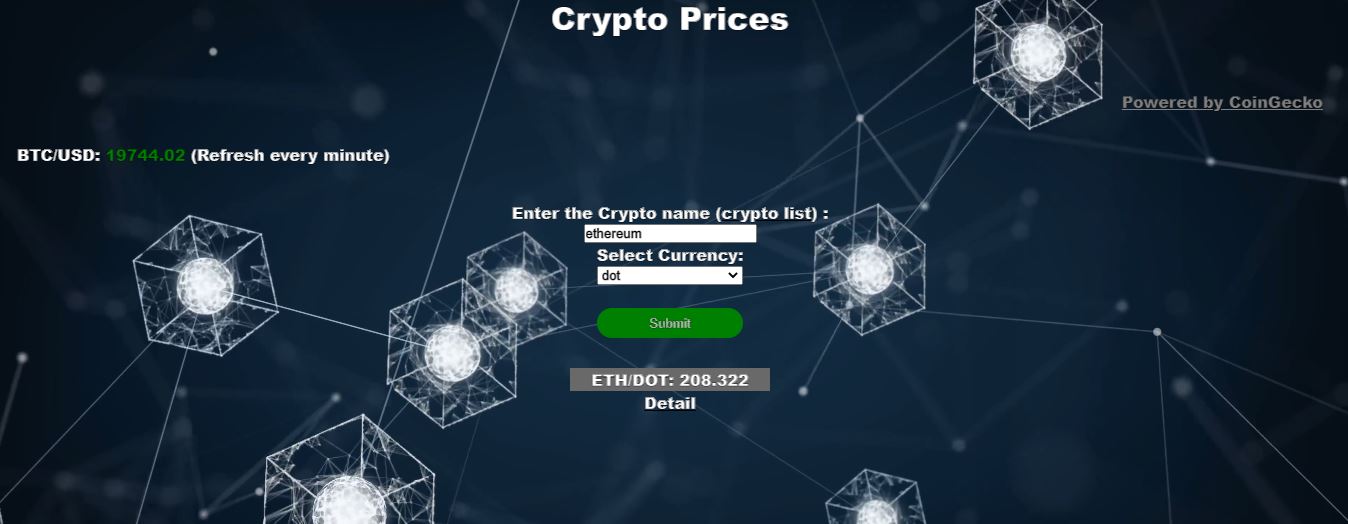 Crypto Prices
Powered by CoinGecko
BTC/USD: 19744.02 (Refresh every minute)
Enter the Crypto name (crypto list) :
ethereum
Select Currency:
dot
Submit
ETH/DOT: 208.322
Detail